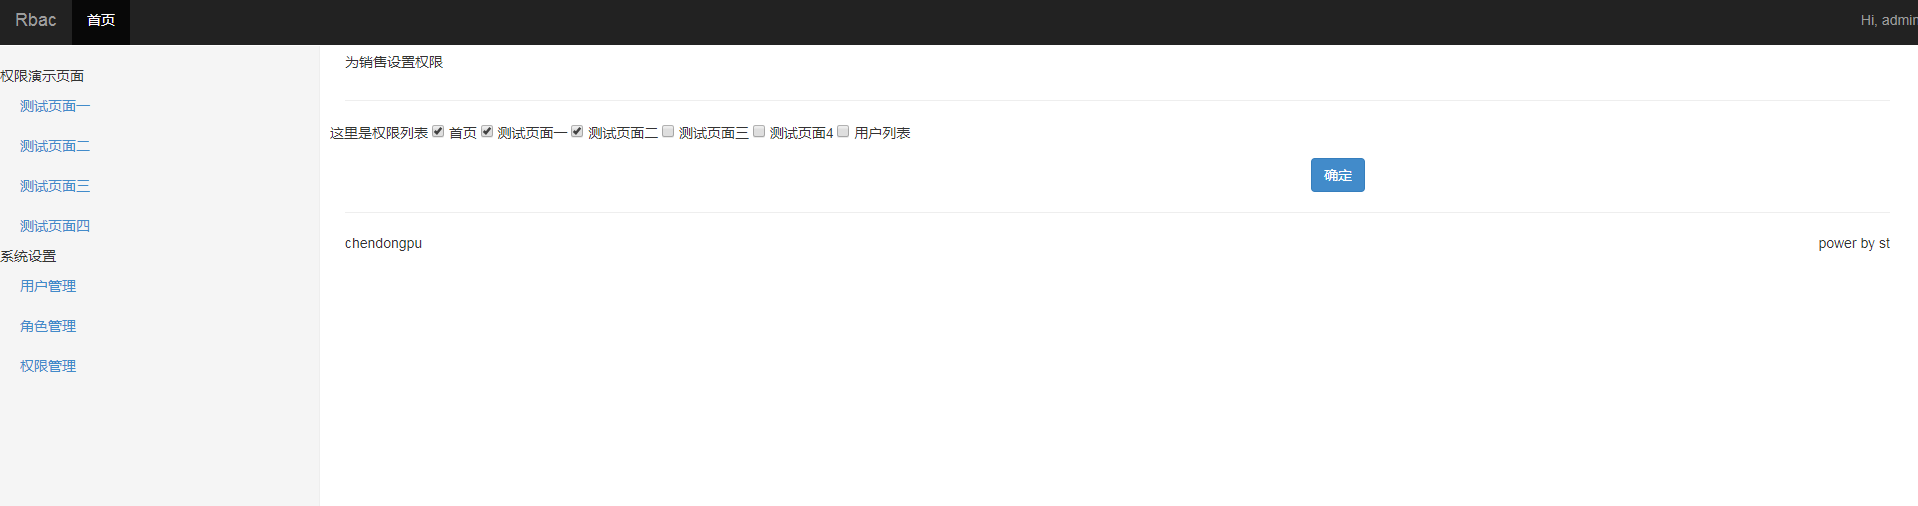 Rbac 首页 Hi, admin
权限演示页面
测试页面一
测试页面二
测试页面三
测试页面四
系统设置
用户管理
角色管理
权限管理
为销售设置权限
这里是权限列表 首页 测试页面一 测试页面二 测试页面三 测试页面4 用户列表
确定
chendongpu power by st